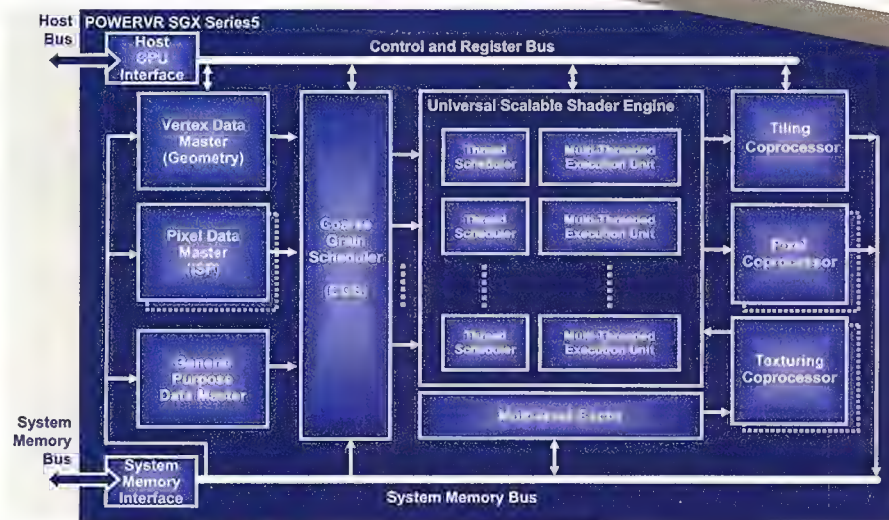 Host
Bus
POWERVR SGX Series5
Host
CPU
Interface
Control and Register Bus
Vertex Data
Master
(Geometry)
Pixel Data
Master
(ISP)
General
Purpose
Data Master
Coarse
Grain
Scheduler
Universal Scalable Shader Engine
Thread
Scheduler
Multi-Threaded
Execution Unit
Thread
Scheduler
Multi-Threaded
Execution Unit
Thread
Scheduler
Multi-Threaded
Execution Unit
Tiling
Coprocessor
Pixel
Coprocessor
Texturing
Coprocessor
System
Memory
Bus
System
Memory
Interface
System Memory Bus